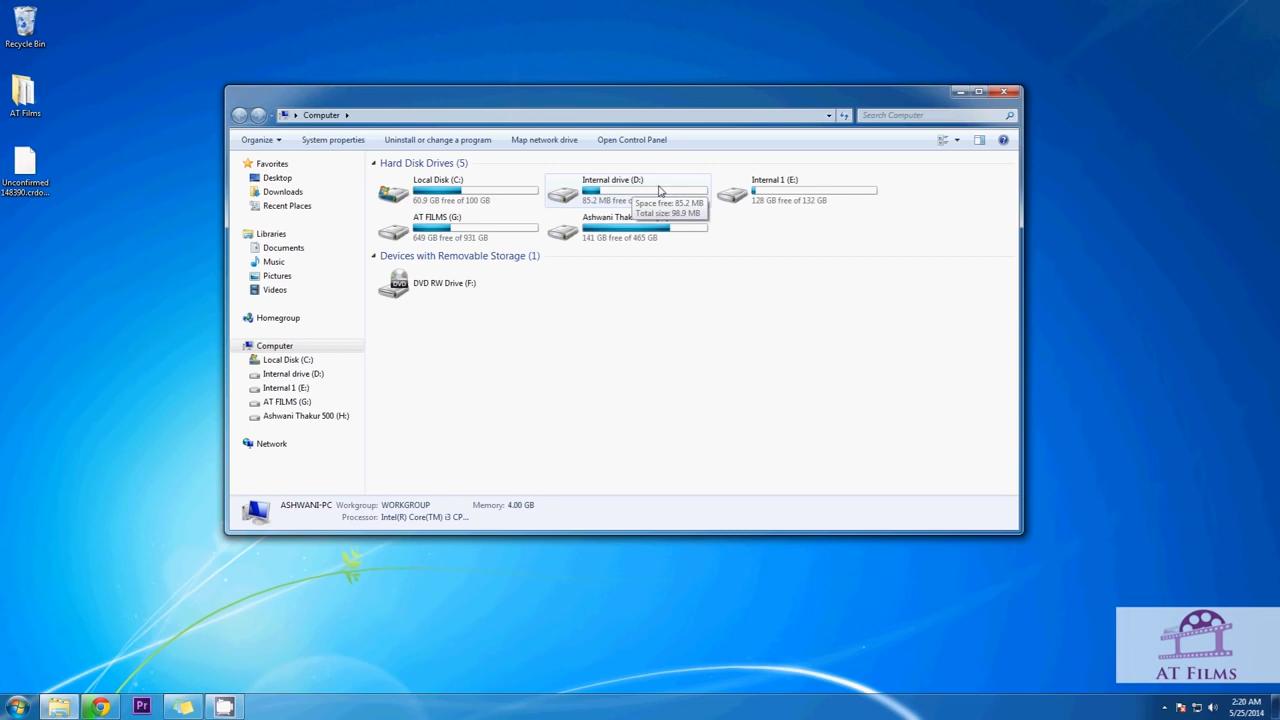 Recycle Bin
AT Films
Unconfirmed
148390.crdo...
Computer
Search Computer
Organize
System properties
Uninstall or change a program
Map network drive
Open Control Panel
Favorites
Desktop
Downloads
Recent Places
Libraries
Documents
Music
Pictures
Videos
Homegroup
Computer
Local Disk (C:)
Internal drive (D:)
Internal 1 (E:)
AT FILMS (G:)
Ashwani Thakur 500 (H:)
Network
Hard Disk Drives (5)
Local Disk (C:)
60.9 GB free of 100 GB
Internal drive (D:)
85.2 MB free
Space free: 85.2 MB
Total size: 98.9 MB
Internal 1 (E:)
128 GB free of 132 GB
AT FILMS (G:)
649 GB free of 931 GB
Ashwani
141 GB free of 465 GB
Devices with Removable Storage (1)
DVD
DVD RW Drive (F:)
ASHWANI-PC Workgroup: WORKGROUP Memory: 4.00 GB
Processor: Intel(R) Core(TM) i3 CP...
AT FILMS
Pr
2:20 AM
5/25/2014